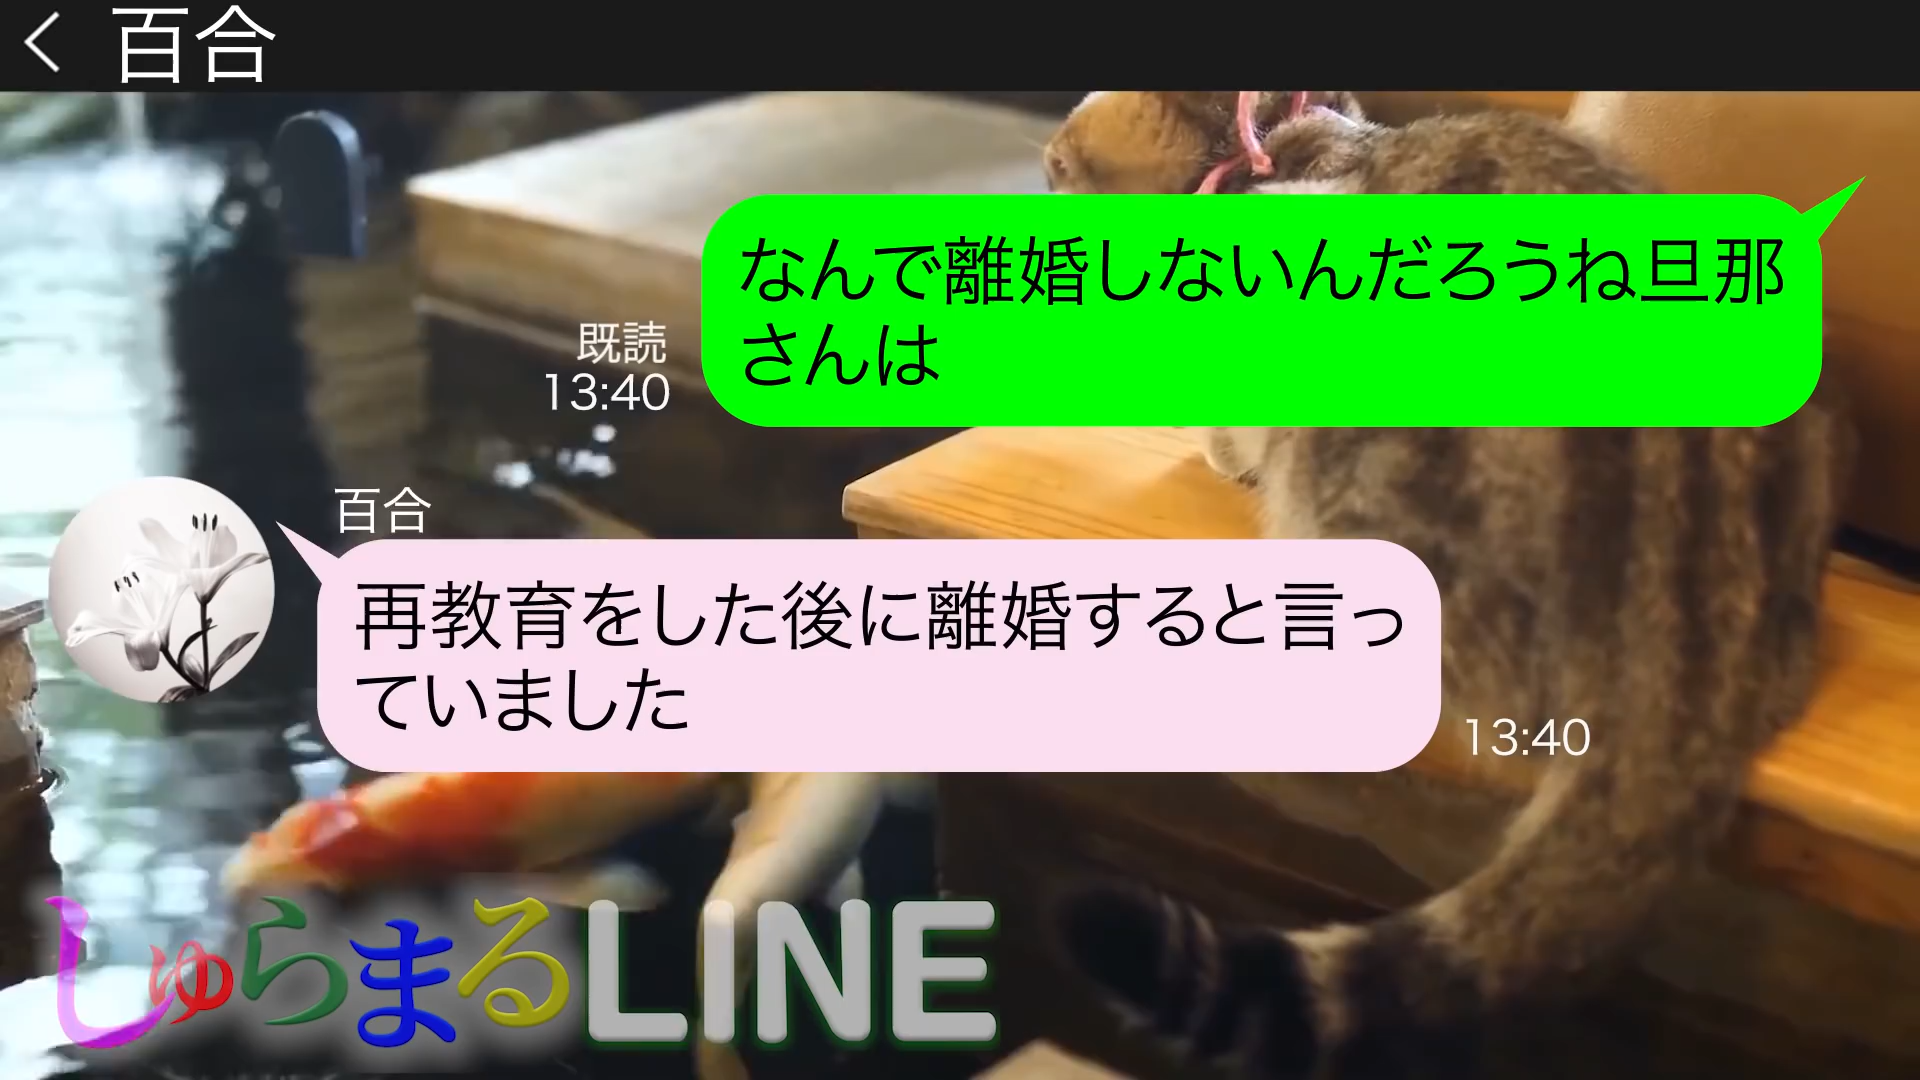 百合
なんで離婚しないんだろうね旦那
さんは
既読
13:40
百合
再教育をした後に離婚すると言っ
ていました
13:40
しゅらまるLINE